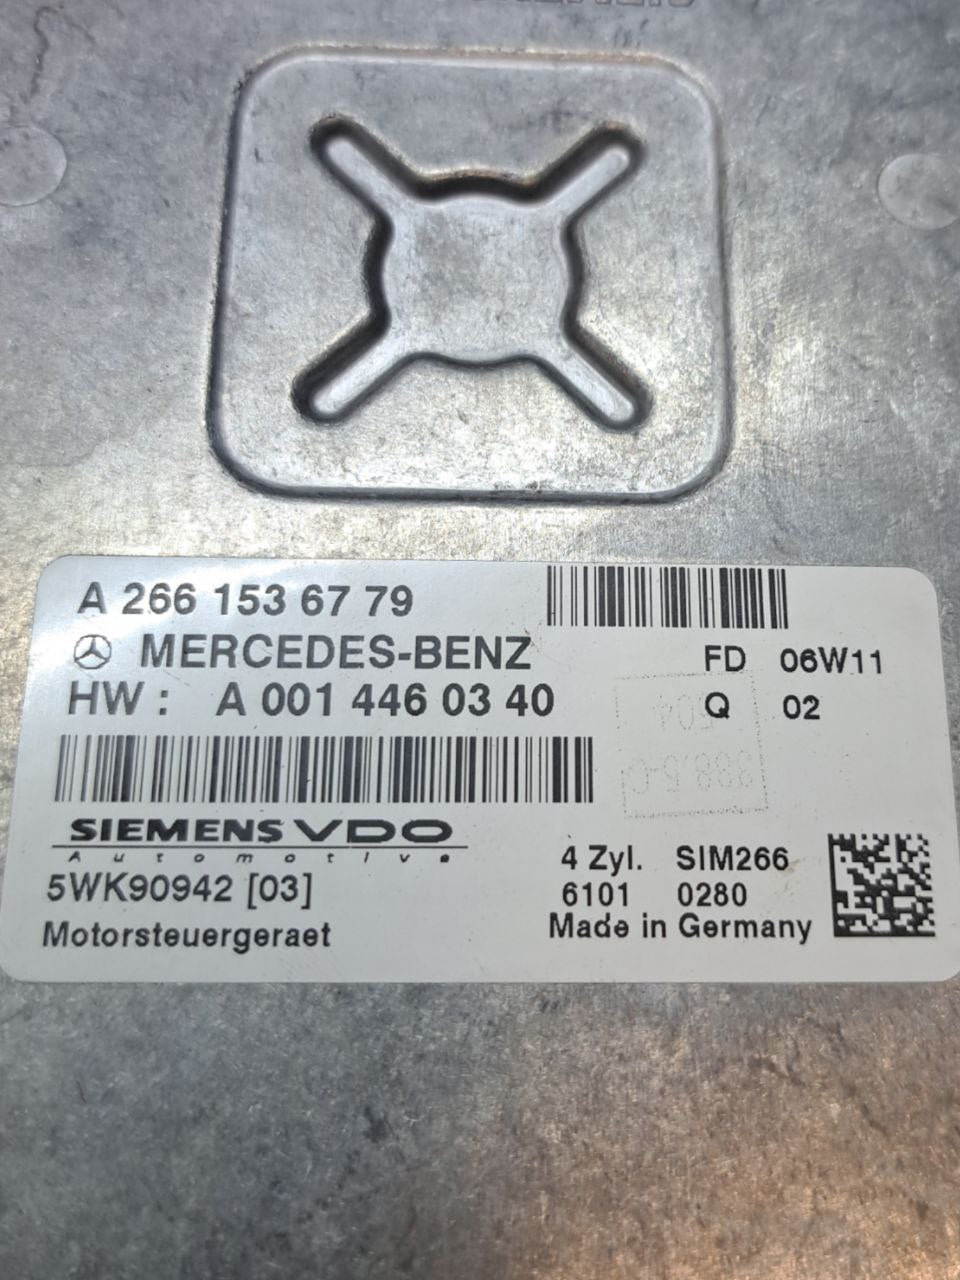 A 266 153 67 79
MERCEDES-BENZ
FD 06W11
HW : A 001 446 03 40
Q 02
SIEMENS VDO
Automotive
4 Zyl. SIM266
5WK90942 [03]
6101 0280
Motorsteuergeraet
Made in Germany